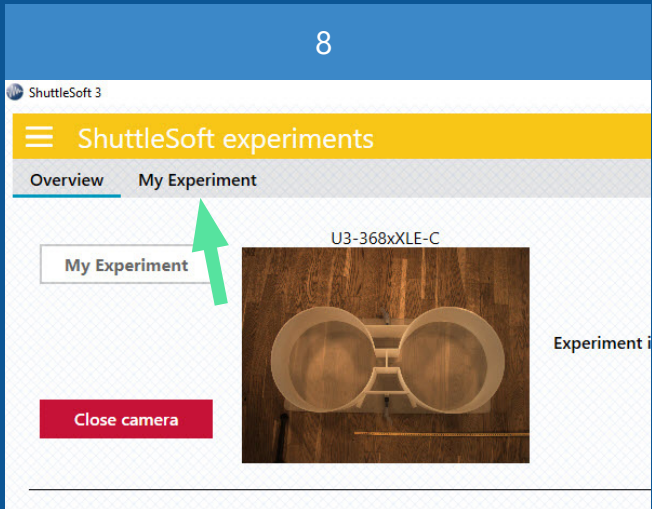 8
ShuttleSoft 3
ShuttleSoft experiments
Overview My Experiment
U3-368xXLE-C
My Experiment
Experiment i
Close camera